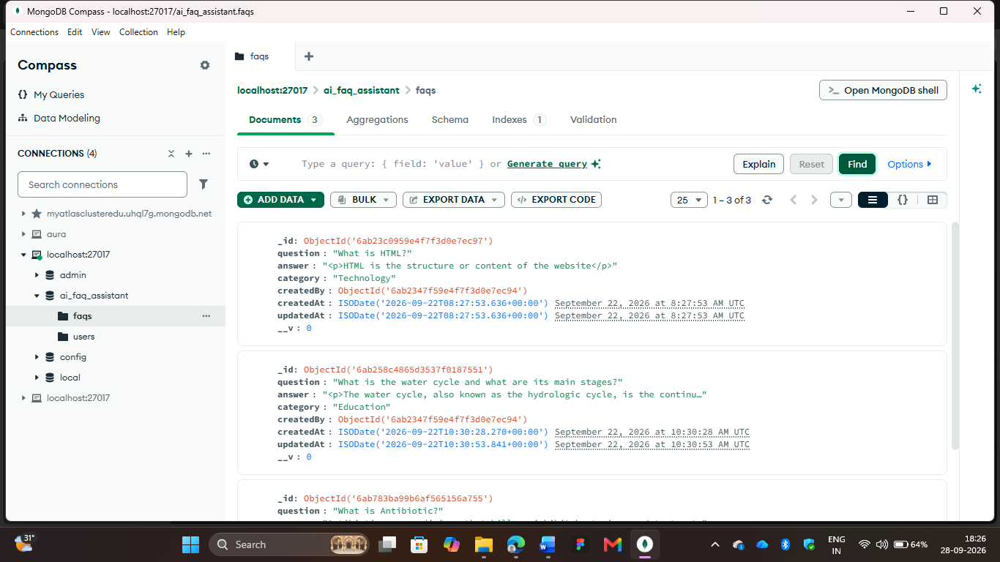 MongoDB Compass - localhost:27017/ai_faq_assistant.faqs
Connections Edit View Collection Help
Compass
My Queries
Data Modeling
CONNECTIONS (4)
Search connections
myatlasclusteredu.uhql7g.mongodb.net
aura
localhost:27017
admin
ai_faq_assistant
faqs
users
config
local
localhost:27017
faqs
localhost:27017 > ai_faq_assistant > faqs
>_ Open MongoDB shell
Documents 3 Aggregations Schema Indexes 1 Validation
Type a query: { field: 'value' } or Generate query
Explain Reset Find Options
ADD DATA BULK EXPORT DATA EXPORT CODE
25 1 – 3 of 3
_id: ObjectId('6ab23c0959e4f7f3d0e7ec97')
question : "What is HTML?"
answer : "<p>HTML is the structure or content of the website</p>"
category : "Technology"
createdBy : ObjectId('6ab2347f59e4f7f3d0e7ec94')
createdAt : ISODate('2026-09-22T08:27:53.636+00:00') September 22, 2026 at 8:27:53 AM UTC
updatedAt : ISODate('2026-09-22T08:27:53.636+00:00') September 22, 2026 at 8:27:53 AM UTC
__v : 0
_id: ObjectId('6ab258c4865d3537f0187551')
question : "What is the water cycle and what are its main stages?"
answer : "<p>The water cycle, also known as the hydrologic cycle, is the continu…"
category : "Education"
createdBy : ObjectId('6ab2347f59e4f7f3d0e7ec94')
createdAt : ISODate('2026-09-22T10:30:28.270+00:00') September 22, 2026 at 10:30:28 AM UTC
updatedAt : ISODate('2026-09-22T10:30:53.841+00:00') September 22, 2026 at 10:30:53 AM UTC
__v : 0
_id: ObjectId('6ab783ba99b6af565156a755')
question : "What is Antibiotic?"
31°
Search
ENG
IN
64%
18:26
28-09-2026